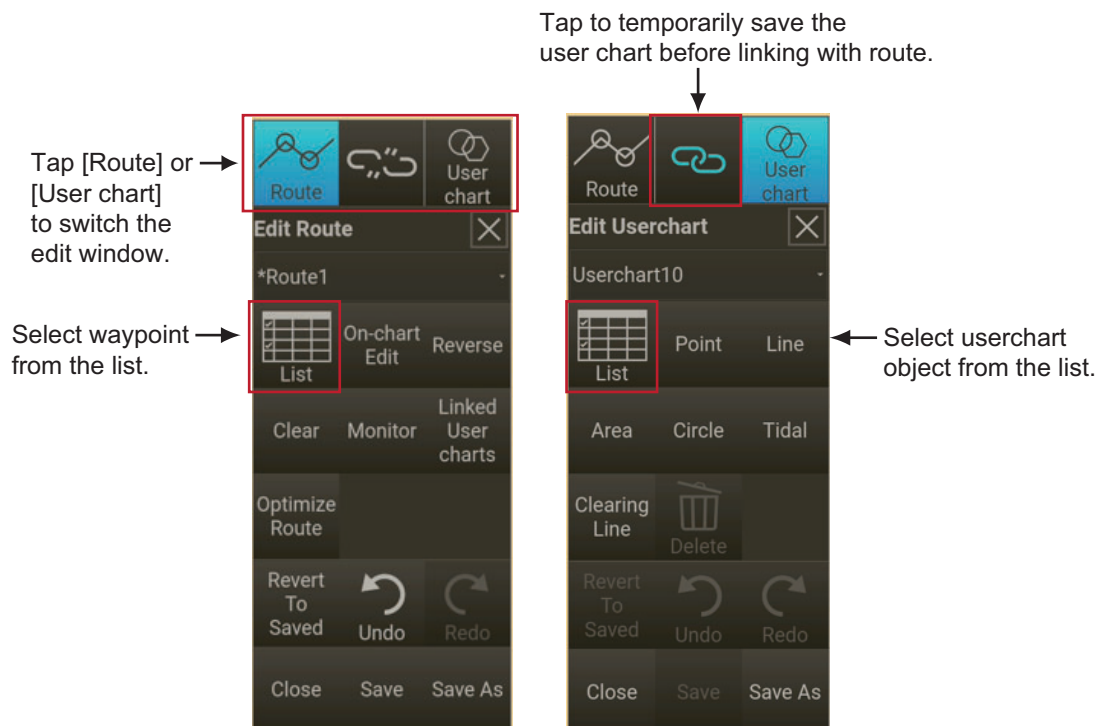 Tap to temporarily save the
user chart before linking with route.
Tap [Route] or
[User chart]
to switch the
edit window.
Route
User
chart
Edit Route
*Route1
Select waypoint
from the list.
List
On-chart
Edit
Reverse
Clear
Monitor
Linked
User
charts
Optimize
Route
Revert
To
Saved
Undo
Redo
Close
Save
Save As
Route
User
chart
Edit Userchart
Userchart10
List
Point
Line
Select userchart
object from the list.
Area
Circle
Tidal
Clearing
Line
Delete
Revert
To
Saved
Undo
Redo
Close
Save
Save As